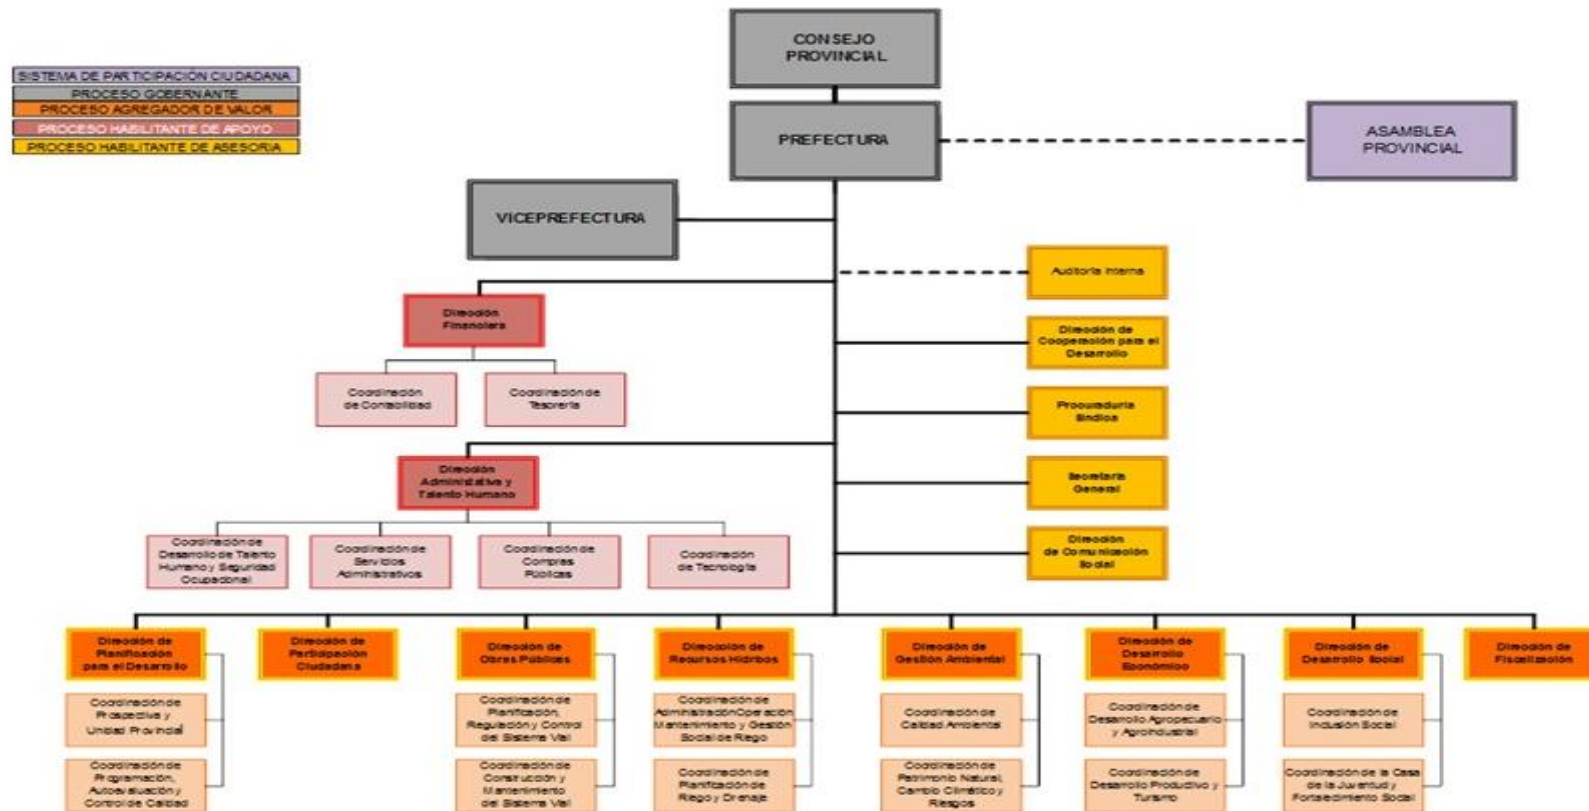 CONSEJO
PROVINCIAL
SISTEMA DE PARTICIPACIÓN CIUDADANA
PROCESO GOBERNANTE
PROCESO AGREGADOR DE VALOR
PROCESO HABILITANTE DE APOYO
PROCESO HABILITANTE DE ASESORIA
PREFECTURA
ASAMBLEA
PROVINCIAL
VICEPREFECTURA
Auditoría Interna
Dirección
Financiera
Dirección de
Cooperación para el
Desarrollo
Coordinación
de Contabilidad
Coordinación de
Tesorería
Procuraduría
Síndica
Dirección
Administrativa y
Talento Humano
Secretaría
General
Coordinación de
Desarrollo de Talento
Humano y Seguridad
Ocupacional
Coordinación de
Servicios
Administrativos
Coordinación de
Compras
Públicas
Coordinación
de Tecnología
Dirección
de Comunicación
Social
Dirección de
Planificación
para el Desarrollo
Dirección de
Participación
Ciudadana
Dirección de
Obras Públicas
Dirección de
Recursos Hídricos
Dirección de
Gestión Ambiental
Dirección de
Desarrollo
Económico
Dirección de
Desarrollo Social
Dirección de
Fiscalización
Coordinación de
Prospectiva y
Unidad Provincial
Coordinación de
Planificación,
Regulación y Control
del Sistema Vial
Coordinación de
Administración Operación
Mantenimiento y Gestión
Social de Riego
Coordinación de
Calidad Ambiental
Coordinación de
Desarrollo Agropecuario
y Agroindustrial
Coordinación de
Inclusión Social
Coordinación de
Programación,
Autoevaluación y
Control de Calidad
Coordinación de
Construcción y
Mantenimiento
del Sistema Vial
Coordinación de
Planificación de
Riego y Drenaje
Coordinación de
Patrimonio Natural,
Cambio Climático y
Riesgos
Coordinación de
Desarrollo Productivo y
Turismo
Coordinación de la Casa
de la Juventud y
Fortalecimiento Social